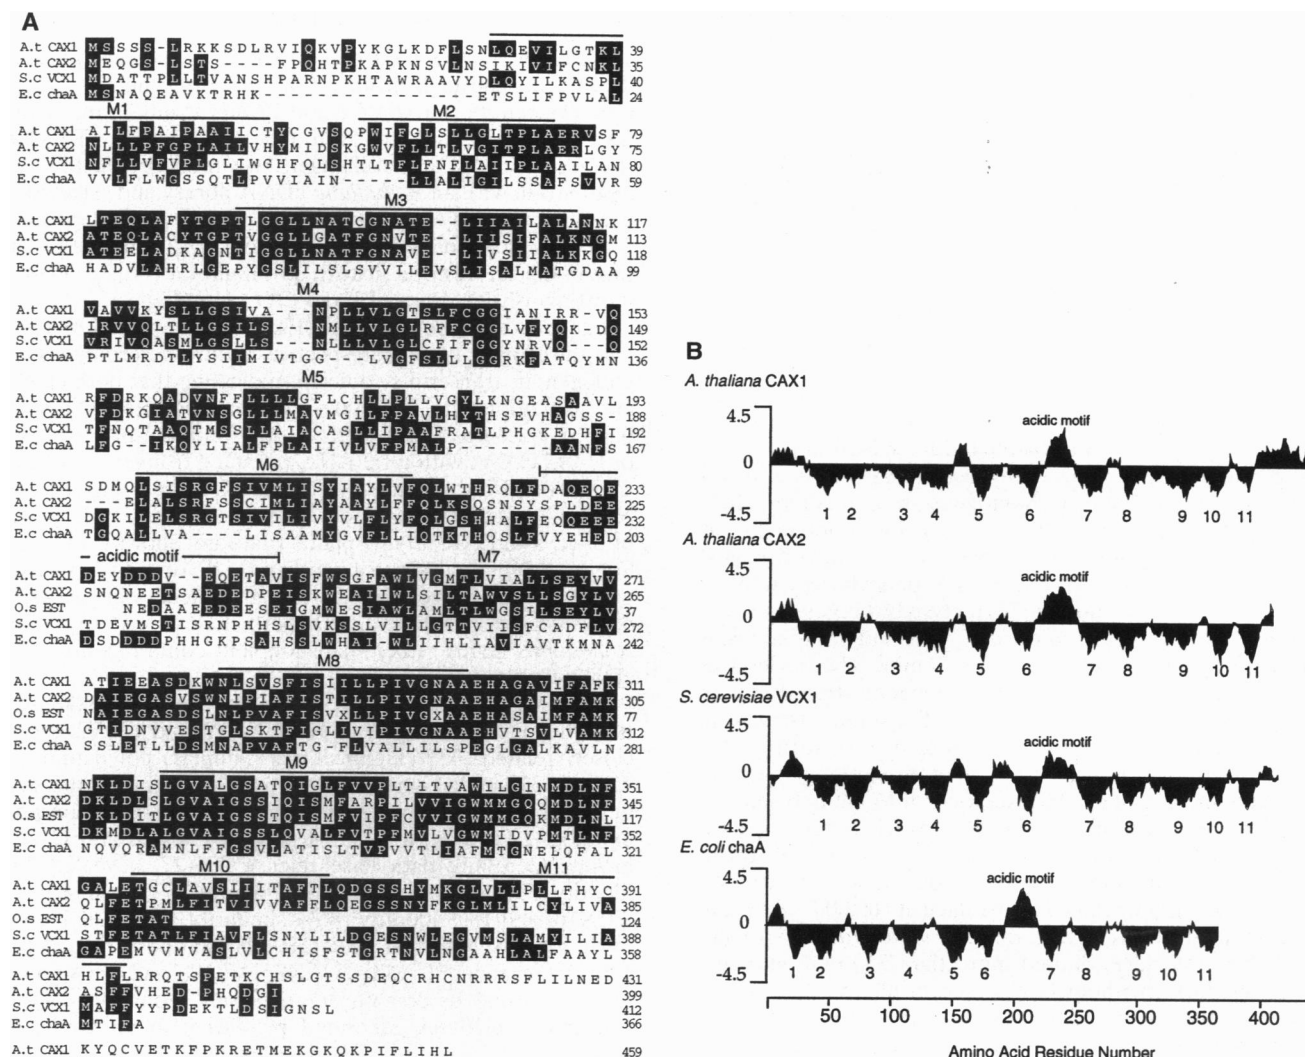 A
A.t CAX1 MSSSS-LRKKSDLRVIQKVPYKGLKDFLSNLQEVILGTKL 39
A.t CAX2 MEQGS-LSTS----FPQHTPKAPKNSVLNSIKIVIFCNKL 35
S.c VCX1 MDATTPLLTVANSHPARNPKHTAWRAAVYDLQYILKASPL 40
E.c chaA MSNAQEAVKTRHK-----------------ETSLIFPVLAL 24
M1 M2
A.t CAX1 AILFPAIPAAIICTYCGVSQPWIFGLSLLGLTPLAERVSF 79
A.t CAX2 NLLLPFGPLAILVHYMIDSKGWVFLLTLVGITPLAERLGY 75
S.c VCX1 NFLLVFVPLGLIWGHFQLSHTLTFLFNFLAIIPLAAILAN 80
E.c chaA VVLFLWGSSQTLPVVIAIN-----LLALIGILSSAFSVVR 59
M3
A.t CAX1 LTEQLAFYTGPTLGGLLNATCGNATE--LIIAILALANNK 117
A.t CAX2 ATEQLACYTGPTVGGLLGATFGNVTE--LIISIFALKNGM 113
S.c VCX1 ATEELADKAGNTIGGLLNATFGNAVE--LIVSIIALKKGQ 118
E.c chaA HADVLAHRLGEPYGSLILSLSVVILEVSLISALMATGDAA 99
M4
A.t CAX1 VAVVKYSLLGSIVA---NPLLVLGTSLFCGGIANIRR-VQ 153
A.t CAX2 IRVVQLTLLGSILS---NMLLVLGLRFFCGGLVFYQK-DQ 149
S.c VCX1 VRIVQASMLGSLLS---NLLLVLGLCFIFGGYNRVQ---Q 152
E.c chaA PTLMRDTLYSIIMIVTGG---LVGFSLLLGGRKFATQYMN 136
M5
A.t CAX1 RFDRKQADVNFFLLLLGFLCHLLPLLVGYLKNGEASAAVL 193
A.t CAX2 VFDKGIATVNSGLLLMAVMGILFPAVLHYTHSEVHAGSS- 188
S.c VCX1 TFNQTAAQTMSSLLAIACASLLIPAAFRATLPHGKEDHFI 192
E.c chaA LFG--IKQYLIALFPLAIIVLVFPMALP--------AANFS 167
M6
A.t CAX1 SDMQLSISRGFSIVMLISYIAYLVFQLWTHRQLFDAQEQE 233
A.t CAX2 ---ELALSRFSSCIMLIAYAAYLFFQLKSQSNSYSPLDEE 225
S.c VCX1 DGKILELSRGTSIVILIVYVLFLYFQLGSHHALFEQQEEE 232
E.c chaA TGQALLVA----LISAAMYGVFLLIQTKTHQSLFVYEHED 203
acidic motif M7
A.t CAX1 DEYDDDV--EQETAVISFWSGFAWLVGMTLVIALLSEYVV 271
A.t CAX2 SNQNEETSAEDEDPEISKWEAIIWLSILTAWVSLLSGYLV 265
O.s EST NEDAAEEDEESEIGMWESIAWLAMLTLWGSILSEYLV 37
S.c VCX1 TDEVMSTISRNPHHSLSVKSSLVILLGTTVIISFCADFLV 272
E.c chaA DSDDDDPHHGKPSAHSSLWHAI-WLIIHLIAVIAVTKMNA 242
M8
A.t CAX1 ATIEEASDKWNLSVSFISIILLPIVGNAAEHAGAVIFAFK 311
A.t CAX2 DAIEGASVSWNIPIAFISTILLPIVGNAAEHAGAIMFAMK 305
O.s EST NAIEGASDSLNLPVAFISVXLLPIVGXAAEHASAIMFAMK 77
S.c VCX1 GTIDNVVESTGLSKTFIGLIVIPIVGNAAEHVTSVLVAMK 312
E.c chaA SSLETLLDSMNAPVAFTG-FLVALLILSPEGLGALKAVLN 281
M9
A.t CAX1 NKLDISLGVALGSATQIGLFVVPLTITVAWILGINMDLNF 351
A.t CAX2 DKLDLSLGVAIGSSIQISMFARPILVVIGWMMGQQMDLNF 345
O.s EST DKLDITLGVAIGSSTQISMFVIPFCVVIGWMMGQKMDLNL 117
S.c VCX1 DKMDLALGVAIGSSLQVALFVTPFMVLVGWMIDVPMTLNF 352
E.c chaA NQVQRAMNLFFGSVLATISLTVPVVTLIAFMTGNELQFAL 321
M10 M11
A.t CAX1 GALETGCLAVSIIITAFTLQDGSSHYMKGLVLLPLLFHYC 391
A.t CAX2 QLFETPMLFITVIVVAFFLQEGSSNYFKGLMLILCYLIVA 385
O.s EST QLFETAT 124
S.c VCX1 STFETATLFIAVFLSNYLILDGESNWLEGVMSLAMYILIA 388
E.c chaA GAPEMVVMVASLVLCHISFSTGRTNVLNGAAHLALFAAYL 358
A.t CAX1 HLFLRRQTSPETKCHSLGTSSDEQCRHCNRRRSFLILNED 431
A.t CAX2 ASFFVHED-PHQDGI 399
S.c VCX1 MAFFYYPDEKTLDSIGNSL 412
E.c chaA MTIFA 366
A.t CAX1 KYQCVETKFPKRETMEKGKQKPIFLIHL 459
B
A. thaliana CAX1
4.5
acidic motif
0
-4.5
1 2 3 4 5 6 7 8 9 10 11
A. thaliana CAX2
4.5
acidic motif
0
-4.5
1 2 3 4 5 6 7 8 9 10 11
S. cerevisiae VCX1
4.5
acidic motif
0
-4.5
1 2 3 4 5 6 7 8 9 10 11
E. coli chaA
4.5
acidic motif
0
-4.5
1 2 3 4 5 6 7 8 9 10 11
50 100 150 200 250 300 350 400
Amino Acid Residue Number